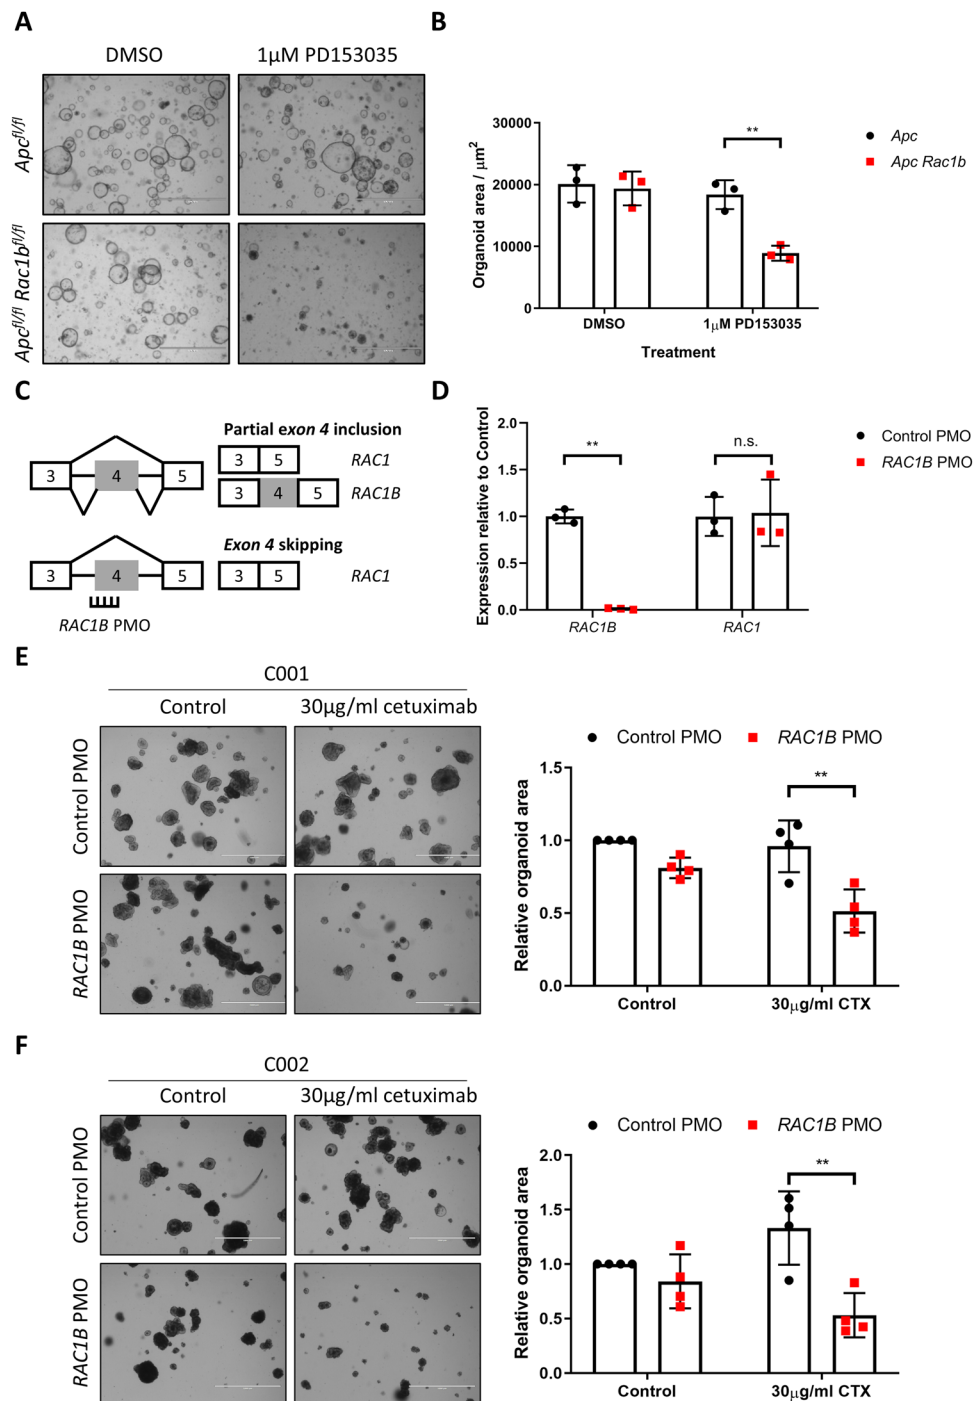 A
DMSO
1µM PD153035
Apcfl/fl
Apcfl/fl Rac1bfl/fl
B
Organoid area / µm2
30000
20000
10000
0
**
DMSO
1µM PD153035
Treatment
Apc
Apc Rac1b
C
3
4
5
Partial exon 4 inclusion
3
5
RAC1
3
4
5
RAC1B
3
4
5
Exon 4 skipping
3
5
RAC1
RAC1B PMO
D
Expression relative to Control
2.0
1.5
1.0
0.5
0.0
**
n.s.
RAC1B
RAC1
Control PMO
RAC1B PMO
E
C001
Control
30µg/ml cetuximab
Control PMO
RAC1B PMO
Control PMO
RAC1B PMO
Relative organoid area
1.5
1.0
0.5
0.0
**
Control
30µg/ml CTX
F
C002
Control
30µg/ml cetuximab
Control PMO
RAC1B PMO
Control PMO
RAC1B PMO
Relative organoid area
2.0
1.5
1.0
0.5
0.0
**
Control
30µg/ml CTX